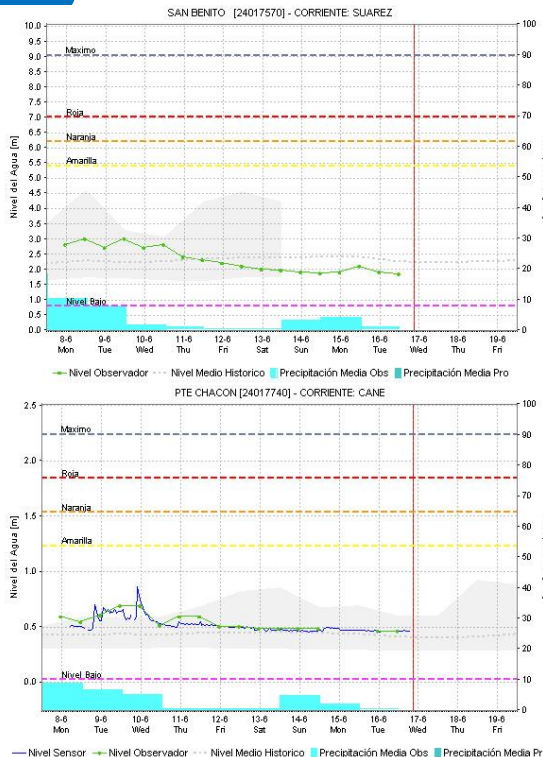 SAN BENITO [24017570] - CORRIENTE: SUAREZ
Nivel del Agua [m]
10.0 9.5 9.0 8.5 8.0 7.5 7.0 6.5 6.0 5.5 5.0 4.5 4.0 3.5 3.0 2.5 2.0 1.5 1.0 0.5 0.0
100 90 80 70 60 50 40 30 20 10 0
Maximo
Roja
Naranja
Amarilla
Nivel Bajo
8-6 9-6 10-6 11-6 12-6 13-6 14-6 15-6 16-6 17-6 18-6 19-6
Mon Tue Wed Thu Fri Sat Sun Mon Tue Wed Thu Fri
Nivel Observador Nivel Medio Historico Precipitación Media Obs Precipitación Media Pro
PTE CHACON [24017740] - CORRIENTE: CANE
Nivel del Agua [m]
2.5 2.0 1.5 1.0 0.5 0.0
100 90 80 70 60 50 40 30 20 10 0
Maximo
Roja
Naranja
Amarilla
Nivel Bajo
8-6 9-6 10-6 11-6 12-6 13-6 14-6 15-6 16-6 17-6 18-6 19-6
Mon Tue Wed Thu Fri Sat Sun Mon Tue Wed Thu Fri
Nivel Sensor Nivel Observador Nivel Medio Historico Precipitación Media Obs Precipitación Media Pr